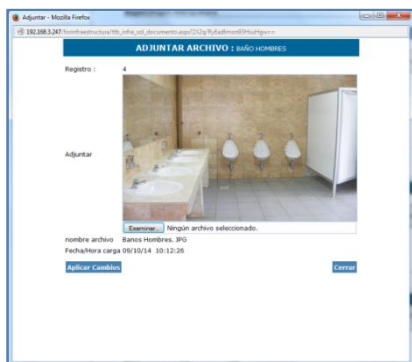 Adjuntar - Mozilla Firefox
ADJUNTAR ARCHIVO : BAÑO HOMBRES
Registro : 4
Adjuntar
Examinar... Ningún archivo seleccionado.
nombre archivo Banos Hombres. JPG
Fecha/Hora carga 09/10/14 10:12:26
Aplicar Cambios Cerrar